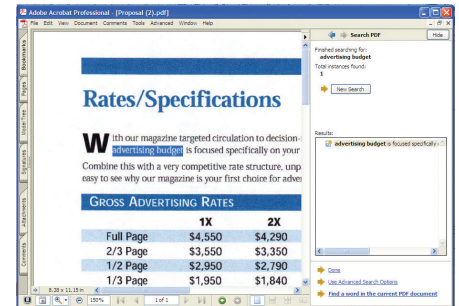 Adobe Acrobat Professional - [Proposal (2).pdf]
File Edit View Document Comments Tools Advanced Window Help
Bookmarks
Pages
Model Tree
Signatures
Attachments
Comments
Rates/Specifications
With our magazine targeted circulation to decision-
advertising budget is focused specifically on your
Combine this with a very competitive rate structure, unp
easy to see why our magazine is your first choice for adver
GROSS ADVERTISING RATES
1X 2X
Full Page $4,550 $4,290
2/3 Page $3,550 $3,350
1/2 Page $2,950 $2,790
1/3 Page $1,950 $1,840
8.35 x 11.15 in
150%
1 of 1
Search PDF
Hide
Finished searching for:
advertising budget
Total instances found:
1
New Search
Results:
advertising budget is focused specifically
Done
Use Advanced Search Options
Find a word in the current PDF document